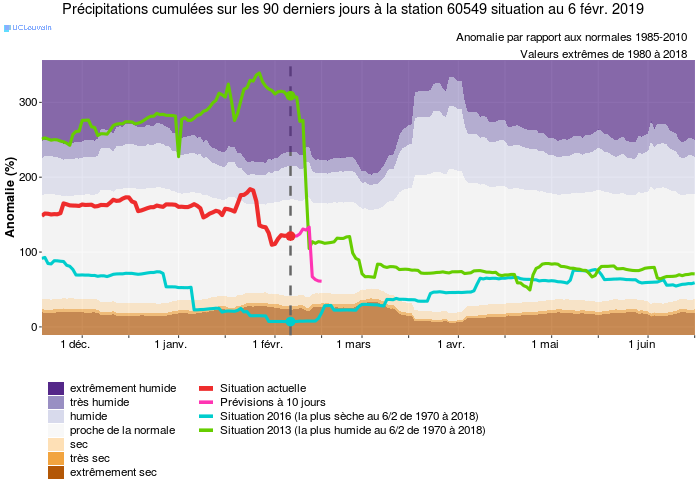 Précipitations cumulées sur les 90 derniers jours à la station 60549 situation au 6 févr. 2019
UCLouvain
Anomalie par rapport aux normales 1985-2010
Valeurs extrêmes de 1980 à 2018
Anomalie (%)
300
200
100
0
1 déc. 1 janv. 1 févr. 1 mars 1 avr. 1 mai 1 juin
extrêmement humide
très humide
humide
proche de la normale
sec
très sec
extrêmement sec
Situation actuelle
Prévisions à 10 jours
Situation 2016 (la plus sèche au 6/2 de 1970 à 2018)
Situation 2013 (la plus humide au 6/2 de 1970 à 2018)